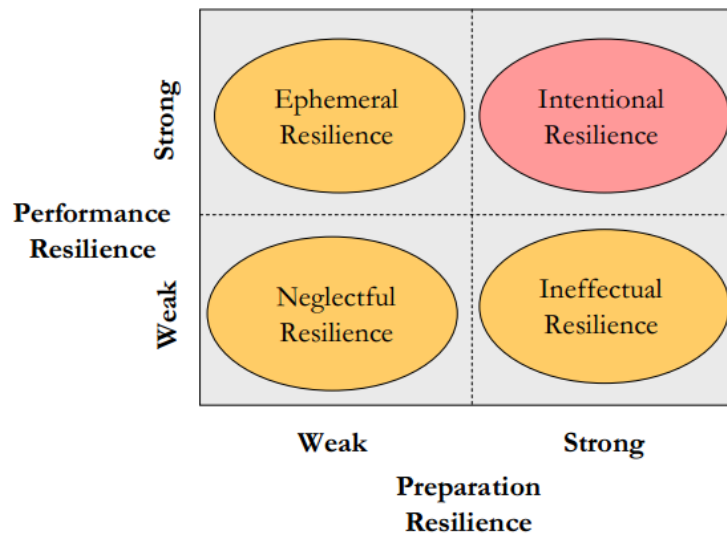 Strong
Ephemeral
Resilience
Intentional
Resilience
Performance
Resilience
Weak
Neglectful
Resilience
Ineffectual
Resilience
Weak
Strong
Preparation
Resilience